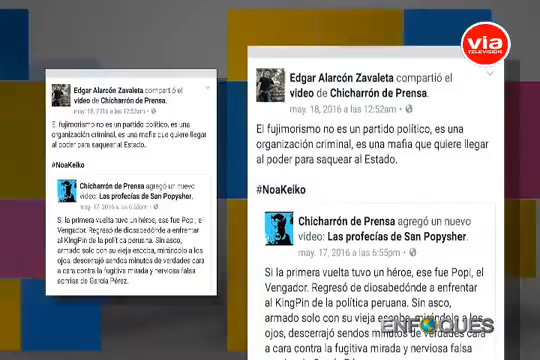 via
TELEVISIÓN
Edgar Alarcón Zavaleta compartió el
video de Chicharrón de Prensa.
may. 18, 2016 a las 12:52am •
El fujimorismo no es un partido político, es una
organización criminal, es una mafia que quiere llegar
al poder para saquear al Estado.
#NoaKeiko
Chicharrón de Prensa agregó un nuevo
video: Las profecías de San Popysher.
may. 17, 2016 a las 6:55pm •
Si la primera vuelta tuvo un héroe, ese fue Popi, el
Vengador. Regresó de diosabedónde a enfrentar
al KingPin de la política peruana. Sin asco,
armado solo con su vieja escoba, mirándolo a los
ojos, descerrajó sendos minutos de verdades cara
a cara contra la fugitiva mirada y nerviosa falsa
sonrisa de García Pérez.
Edgar Alarcón Zavaleta compartió el
video de Chicharrón de Prensa.
may. 18, 2016 a las 12:52am •
El fujimorismo no es un partido político, es una
organización criminal, es una mafia que quiere llegar
al poder para saquear al Estado.
#NoaKeiko
Chicharrón de Prensa agregó un nuevo
video: Las profecías de San Popysher.
may. 17, 2016 a las 6:55pm •
Si la primera vuelta tuvo un héroe, ese fue Popi, el
Vengador. Regresó de diosabedónde a enfrentar
al KingPin de la política peruana. Sin asco,
armado solo con su vieja escoba, mirándolo a los
ojos, descerrajó sendos minutos de verdades cara
a cara contra la fugitiva mirada y nerviosa falsa
ENFOQUES